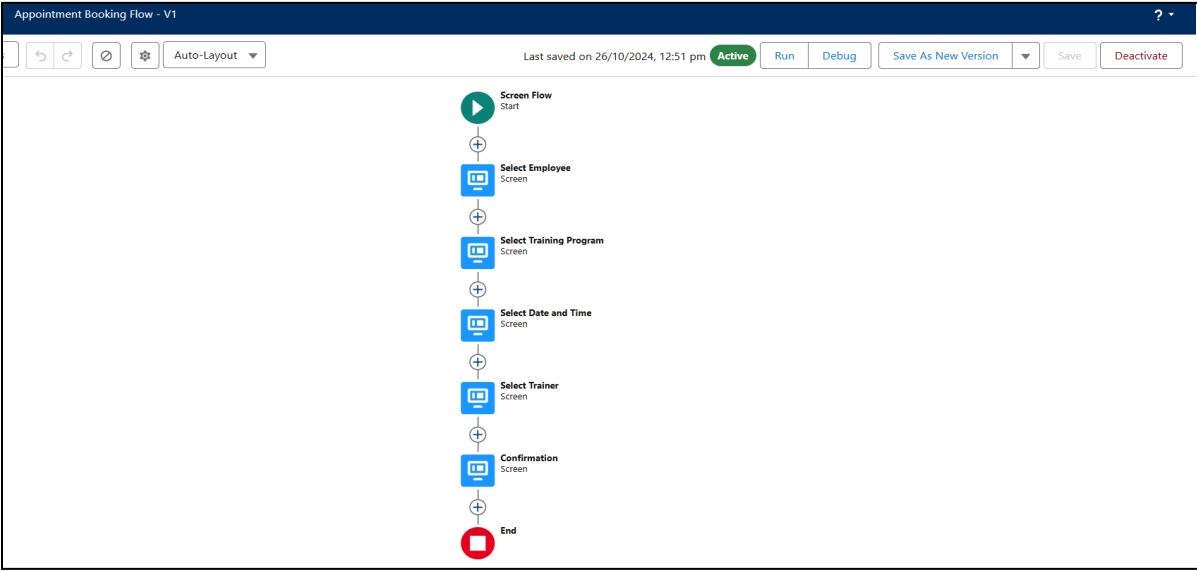 Appointment Booking Flow - V1
?
Auto-Layout
Last saved on 26/10/2024, 12:51 pm
Active
Run
Debug
Save As New Version
Save
Deactivate
Screen Flow
Start
Select Employee
Screen
Select Training Program
Screen
Select Date and Time
Screen
Select Trainer
Screen
Confirmation
Screen
End